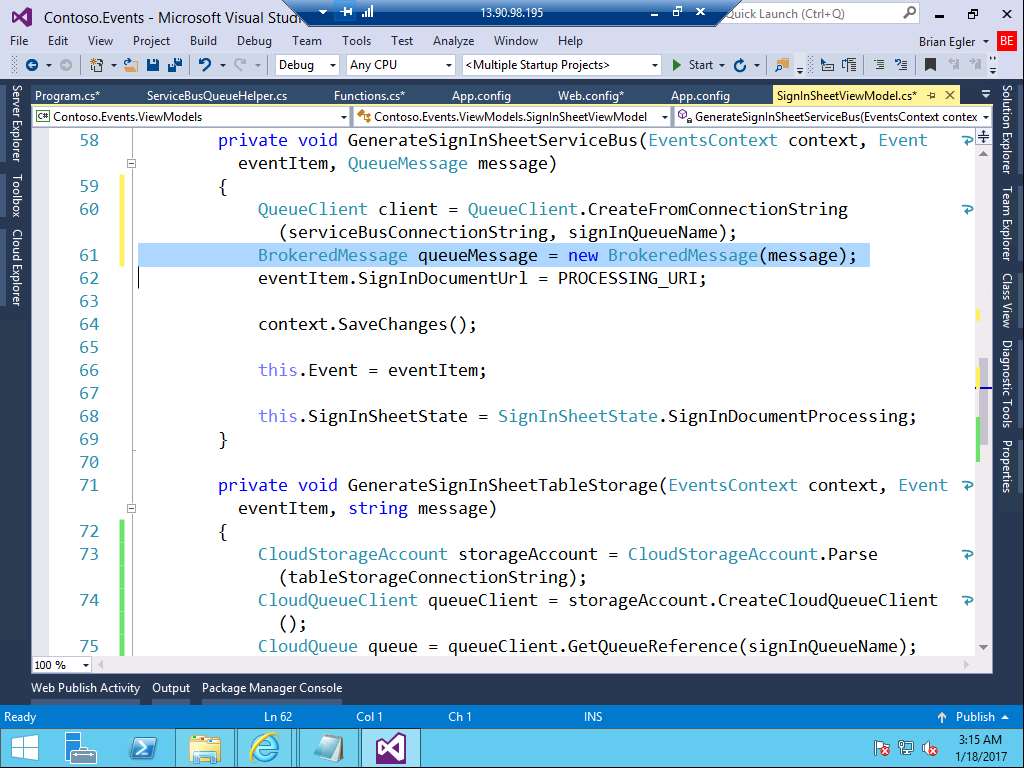 Contoso.Events - Microsoft Visual Stud
13.90.98.195
Quick Launch (Ctrl+Q)
File Edit View Project Build Debug Team Tools Test Analyze Window Help
Brian Egler
BE
Debug Any CPU <Multiple Startup Projects> Start
Program.cs* ServiceBusQueueHelper.cs Functions.cs* App.config Web.config* App.config SignInSheetViewModel.cs*
Contoso.Events.ViewModels Contoso.Events.ViewModels.SignInSheetViewModel GenerateSignInSheetServiceBus(EventsContext contex
Server Explorer
Toolbox
Cloud Explorer
58 private void GenerateSignInSheetServiceBus(EventsContext context, Event
eventItem, QueueMessage message)
59 {
60 QueueClient client = QueueClient.CreateFromConnectionString
(serviceBusConnectionString, signInQueueName);
61 BrokeredMessage queueMessage = new BrokeredMessage(message);
62 eventItem.SignInDocumentUrl = PROCESSING_URI;
63
64 context.SaveChanges();
65
66 this.Event = eventItem;
67
68 this.SignInSheetState = SignInSheetState.SignInDocumentProcessing;
69 }
70
71 private void GenerateSignInSheetTableStorage(EventsContext context, Event
eventItem, string message)
72 {
73 CloudStorageAccount storageAccount = CloudStorageAccount.Parse
(tableStorageConnectionString);
74 CloudQueueClient queueClient = storageAccount.CreateCloudQueueClient
();
75 CloudQueue queue = queueClient.GetQueueReference(signInQueueName);
Solution Explorer
Team Explorer
Class View
Diagnostic Tools
Properties
100 %
Web Publish Activity Output Package Manager Console
Ready Ln 62 Col 1 Ch 1 INS Publish
3:15 AM
1/18/2017